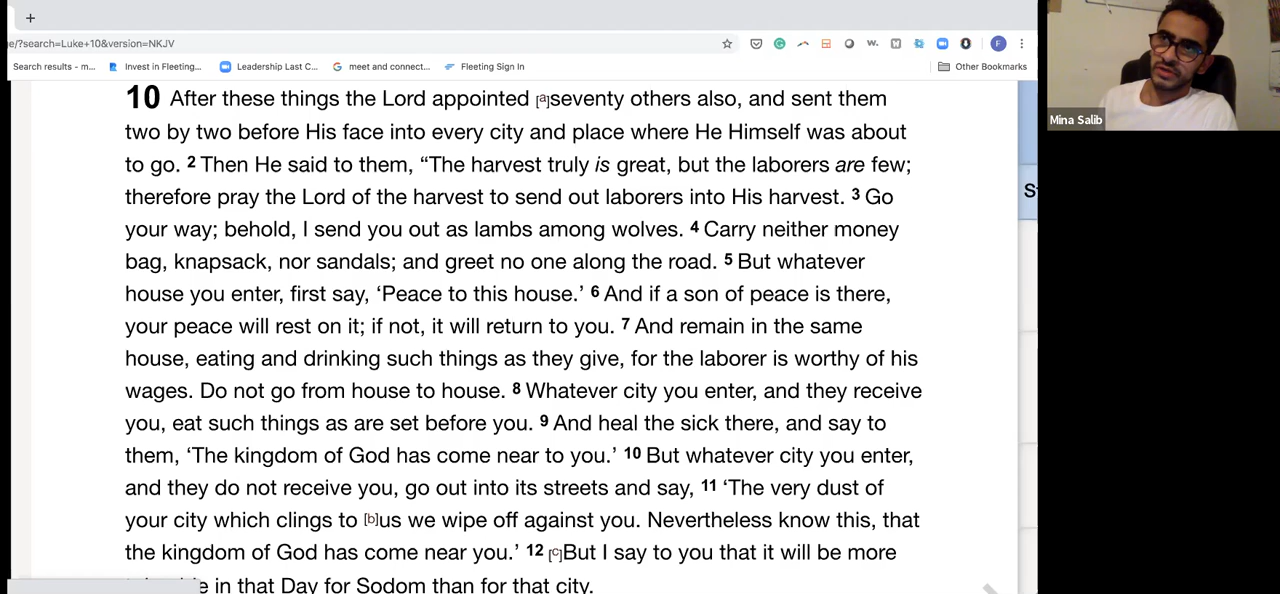 +
e/?search=Luke+10&version=NKJV
F
Search results - m...
Invest in Fleeting...
Leadership Last C...
meet and connect...
Fleeting Sign In
Other Bookmarks
10 After these things the Lord appointed [a]seventy others also, and sent them
two by two before His face into every city and place where He Himself was about
to go. 2 Then He said to them, “The harvest truly is great, but the laborers are few;
therefore pray the Lord of the harvest to send out laborers into His harvest. 3 Go
your way; behold, I send you out as lambs among wolves. 4 Carry neither money
bag, knapsack, nor sandals; and greet no one along the road. 5 But whatever
house you enter, first say, ‘Peace to this house.’ 6 And if a son of peace is there,
your peace will rest on it; if not, it will return to you. 7 And remain in the same
house, eating and drinking such things as they give, for the laborer is worthy of his
wages. Do not go from house to house. 8 Whatever city you enter, and they receive
you, eat such things as are set before you. 9 And heal the sick there, and say to
them, ‘The kingdom of God has come near to you.’ 10 But whatever city you enter,
and they do not receive you, go out into its streets and say, 11 ‘The very dust of
your city which clings to [b]us we wipe off against you. Nevertheless know this, that
the kingdom of God has come near you.’ 12 [c]But I say to you that it will be more
in that Day for Sodom than for that city.
Mina Salib